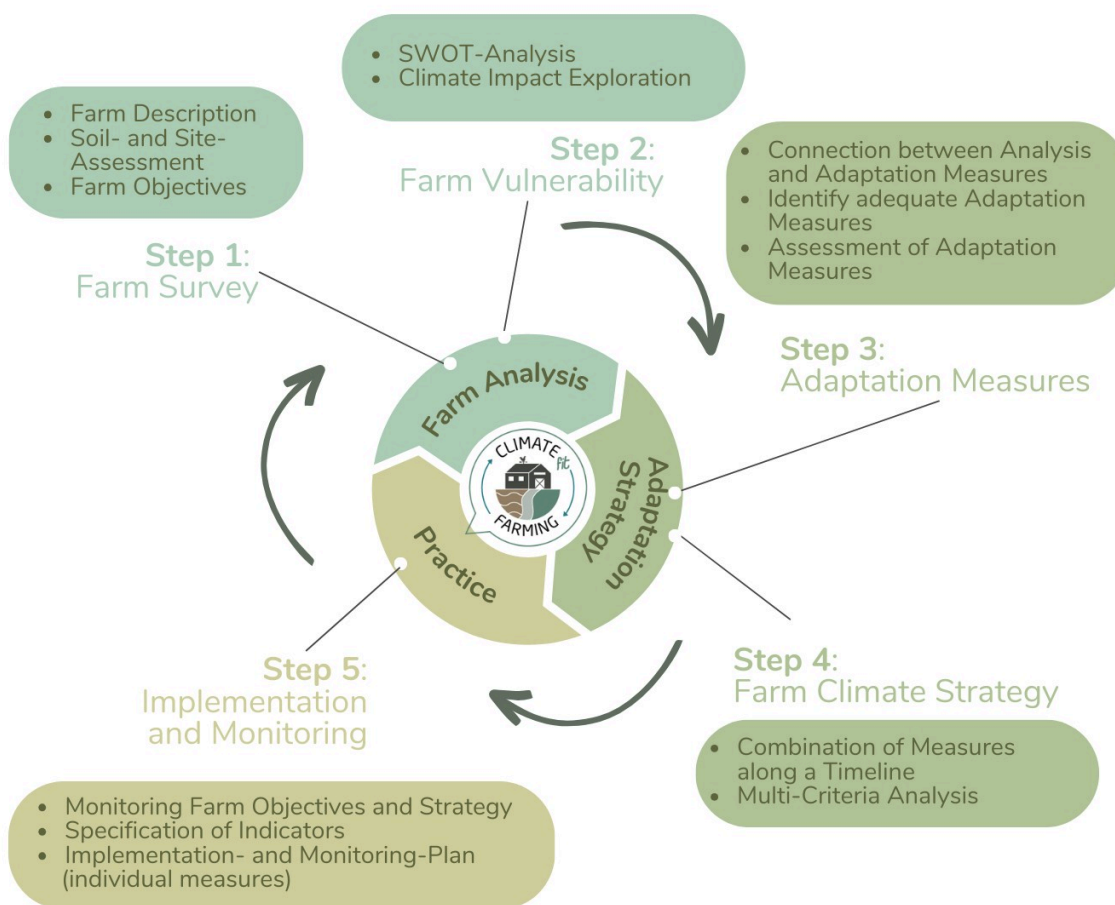 • SWOT-Analysis
• Climate Impact Exploration
• Farm Description
• Soil- and Site-
Assessment
• Farm Objectives
Step 2:
Farm Vulnerability
• Connection between Analysis
and Adaptation Measures
• Identify adequate Adaptation
Measures
• Assessment of Adaptation
Measures
Step 1:
Farm Survey
Step 3:
Adaptation Measures
Farm Analysis
Adaptation
Strategy
Practice
CLIMATE
fit
FARMING
Step 4:
Farm Climate Strategy
• Combination of Measures
along a Timeline
• Multi-Criteria Analysis
Step 5:
Implementation
and Monitoring
• Monitoring Farm Objectives and Strategy
• Specification of Indicators
• Implementation- and Monitoring-Plan
(individual measures)